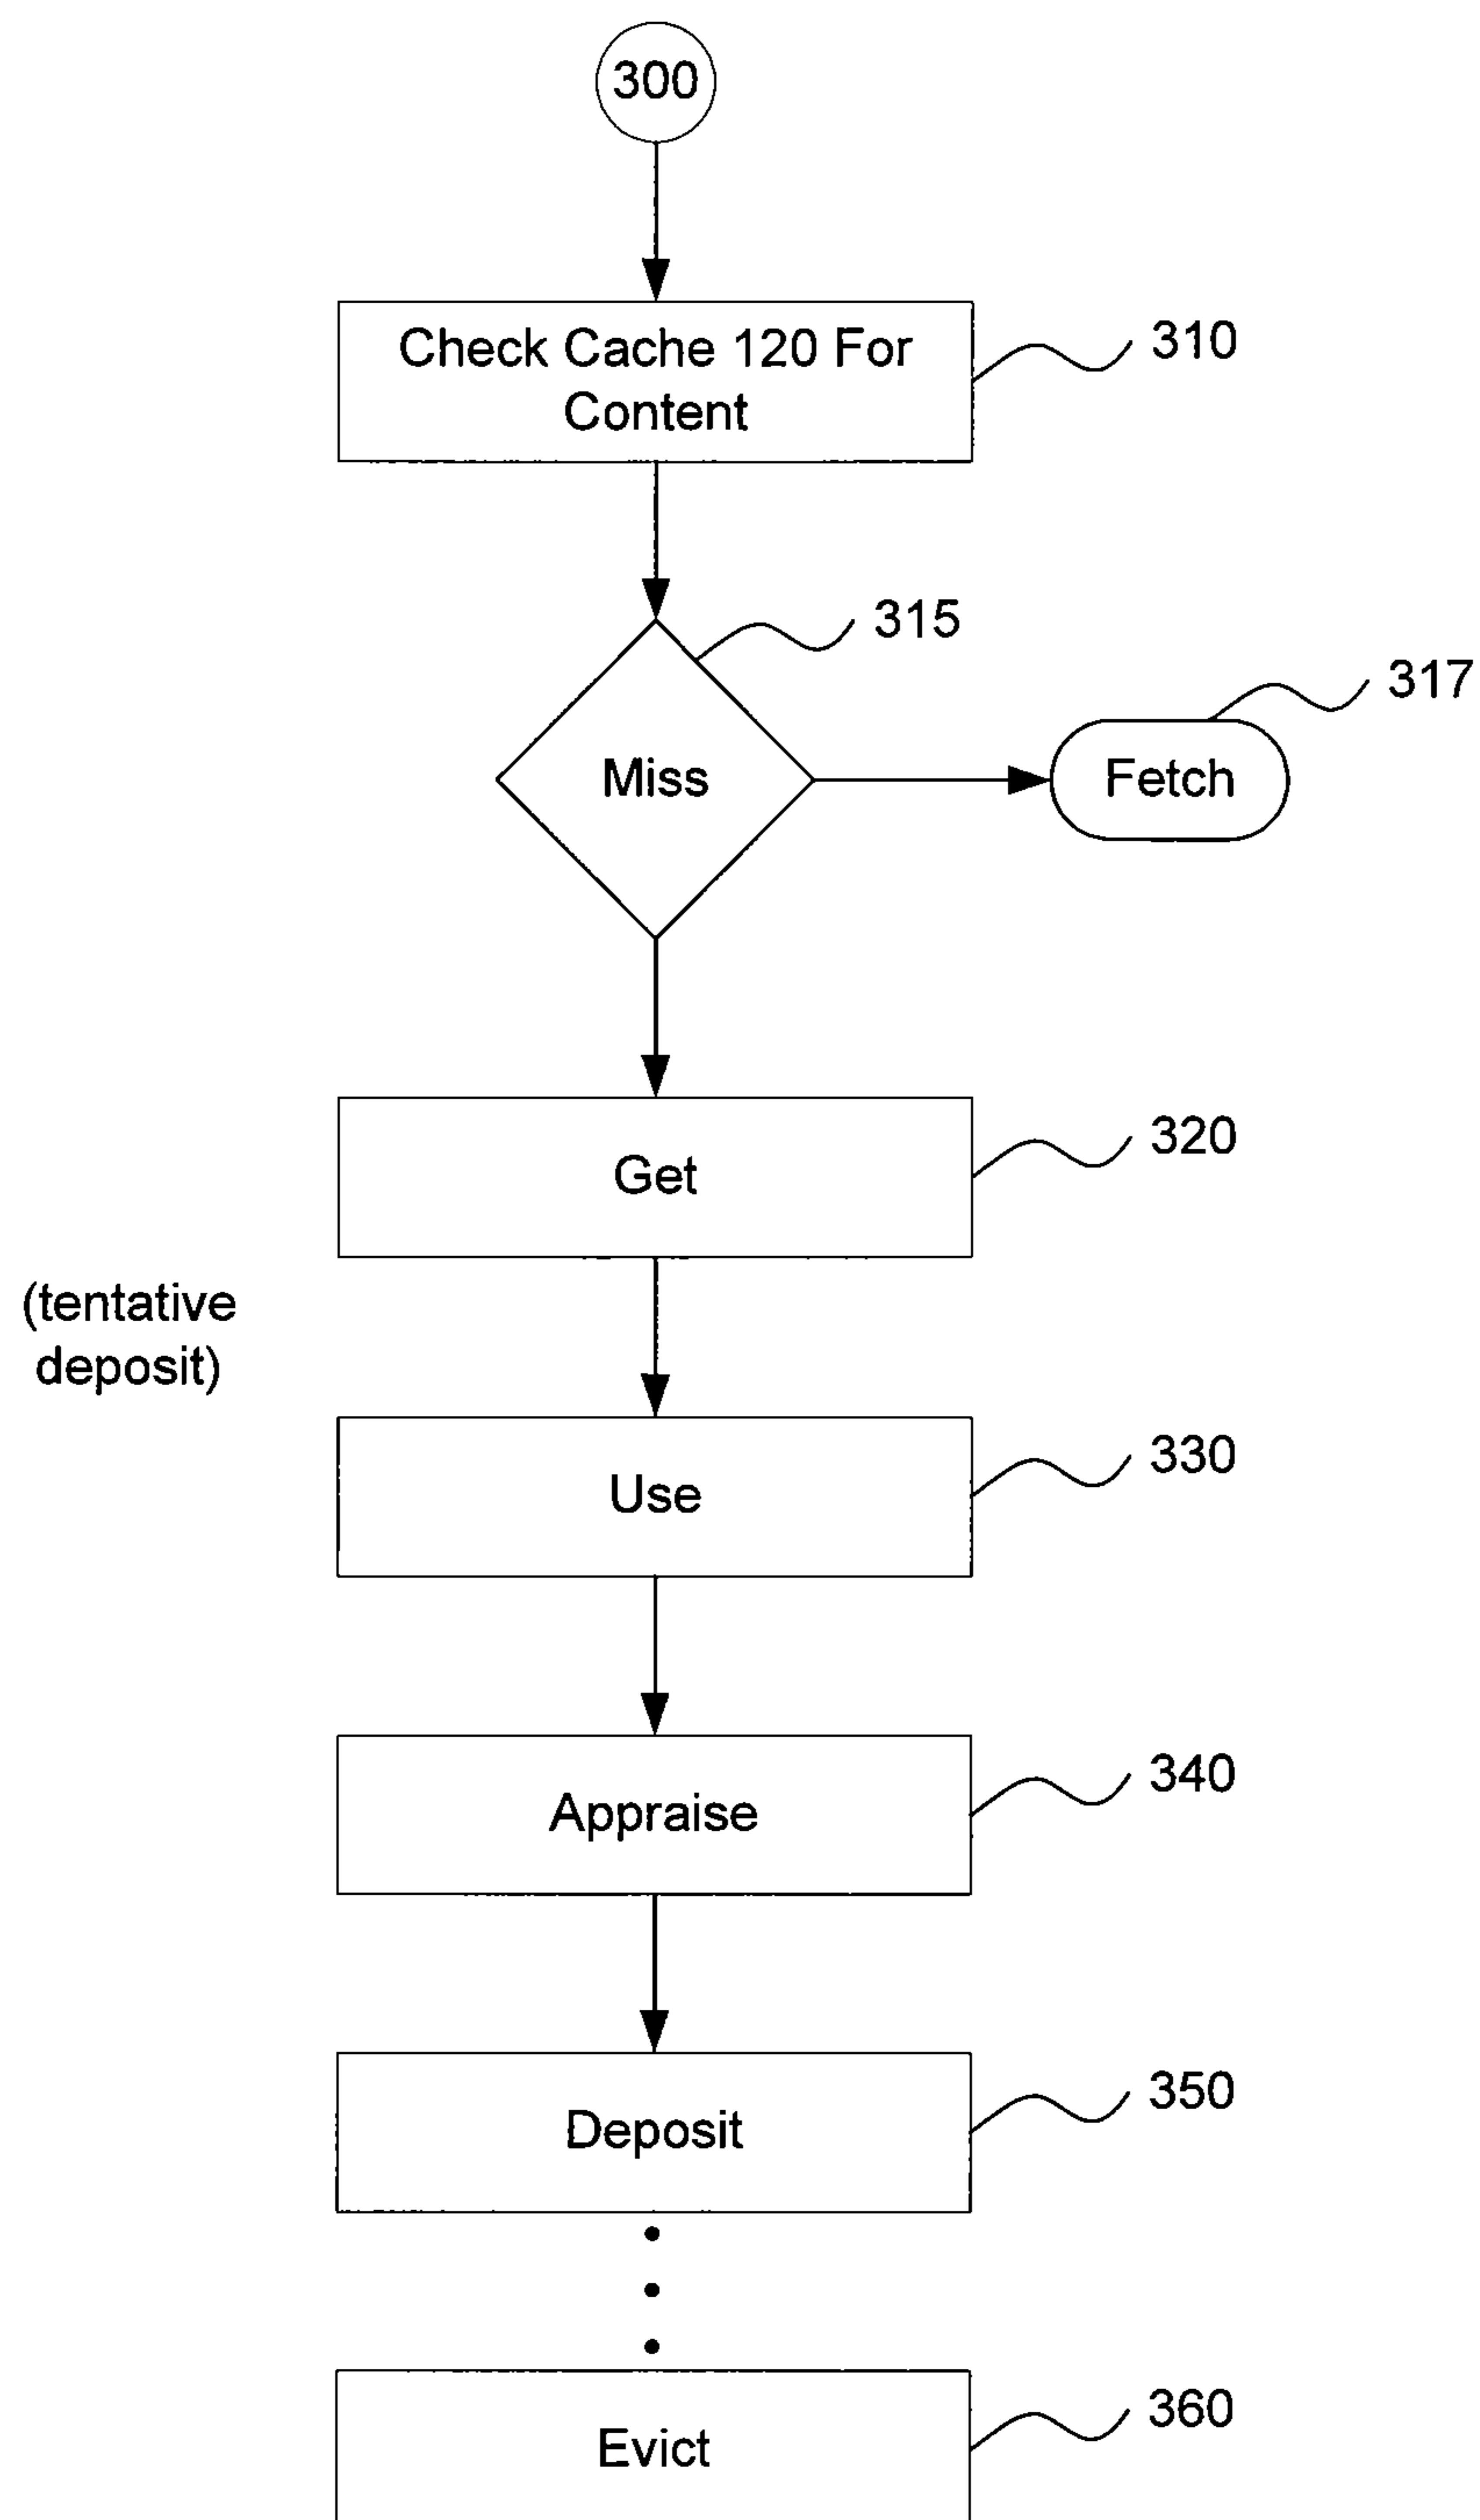 300
Check Cache 120 For
Content
310
315
317
Miss
Fetch
320
Get
(tentative
deposit)
330
Use
340
Appraise
350
Deposit
360
Evict